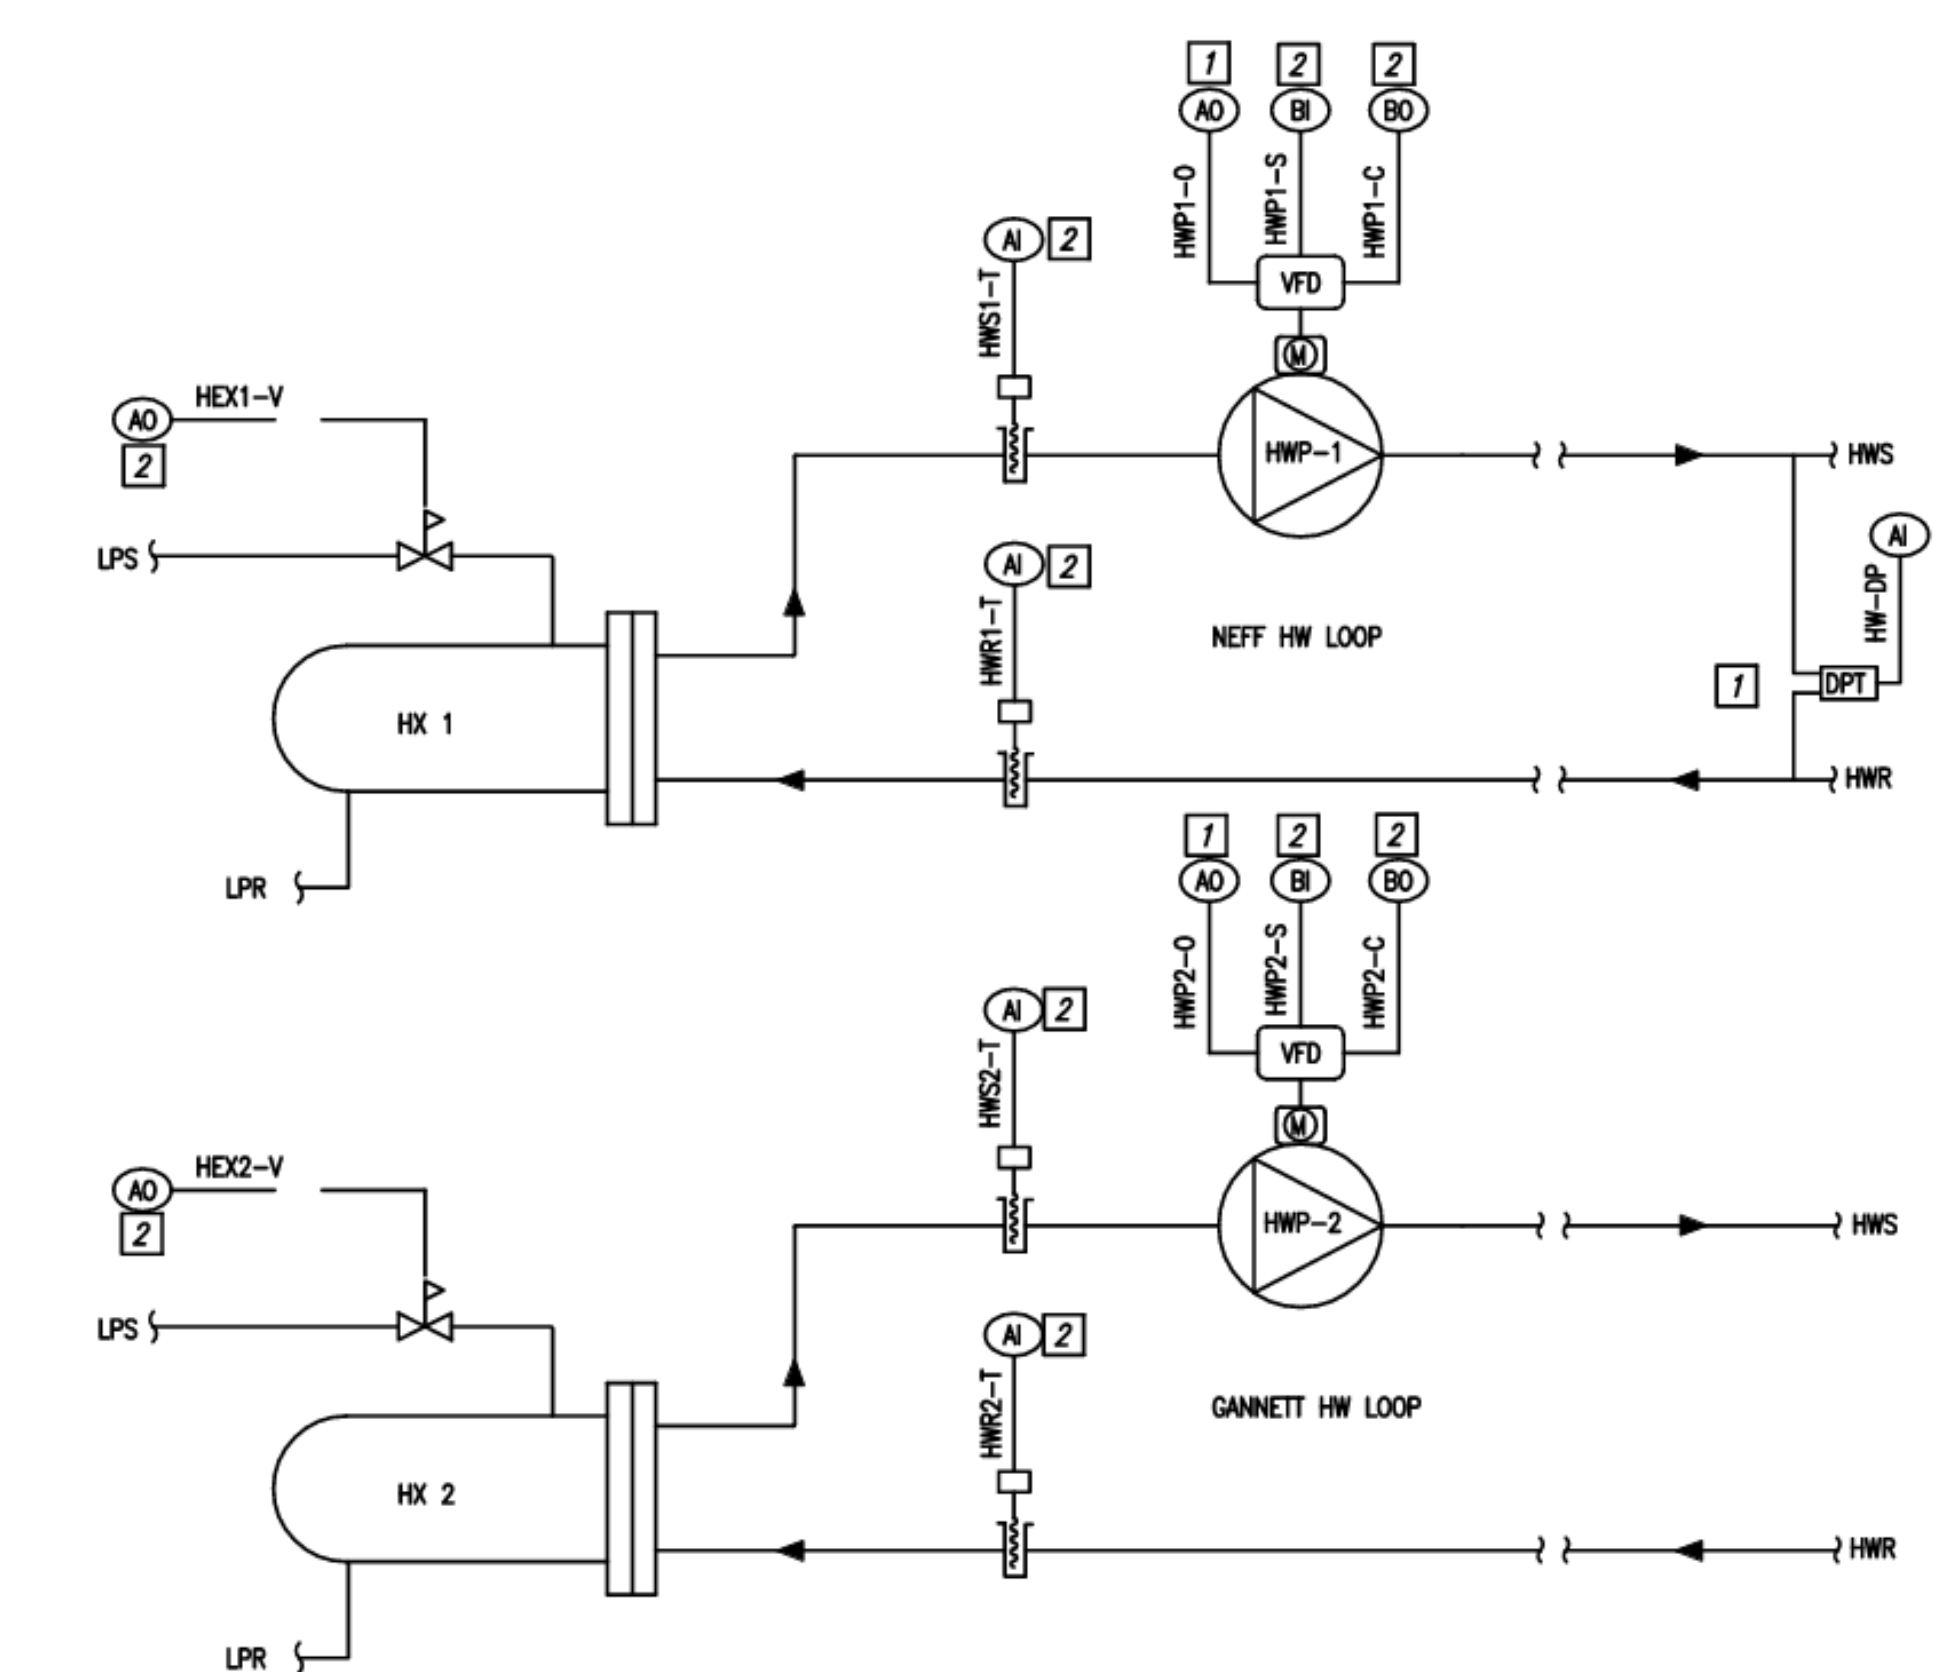 1 2 2
AO BI BO
HWP1-O
HWP1-S
HWP1-C
AI 2
HWS1-T
VFD
M
HEX1-V
AO
2
HWP-1
HWS
LPS
AI
AI 2
HW-DP
HWR1-T
NEFF HW LOOP
1
DPT
HX 1
HWR
LPR
1 2 2
AO BI BO
HWP2-O
HWP2-S
HWP2-C
AI 2
HWS2-T
VFD
M
HEX2-V
AO
2
HWP-2
HWS
LPS
AI 2
HWR2-T
GANNETT HW LOOP
HX 2
HWR
LPR